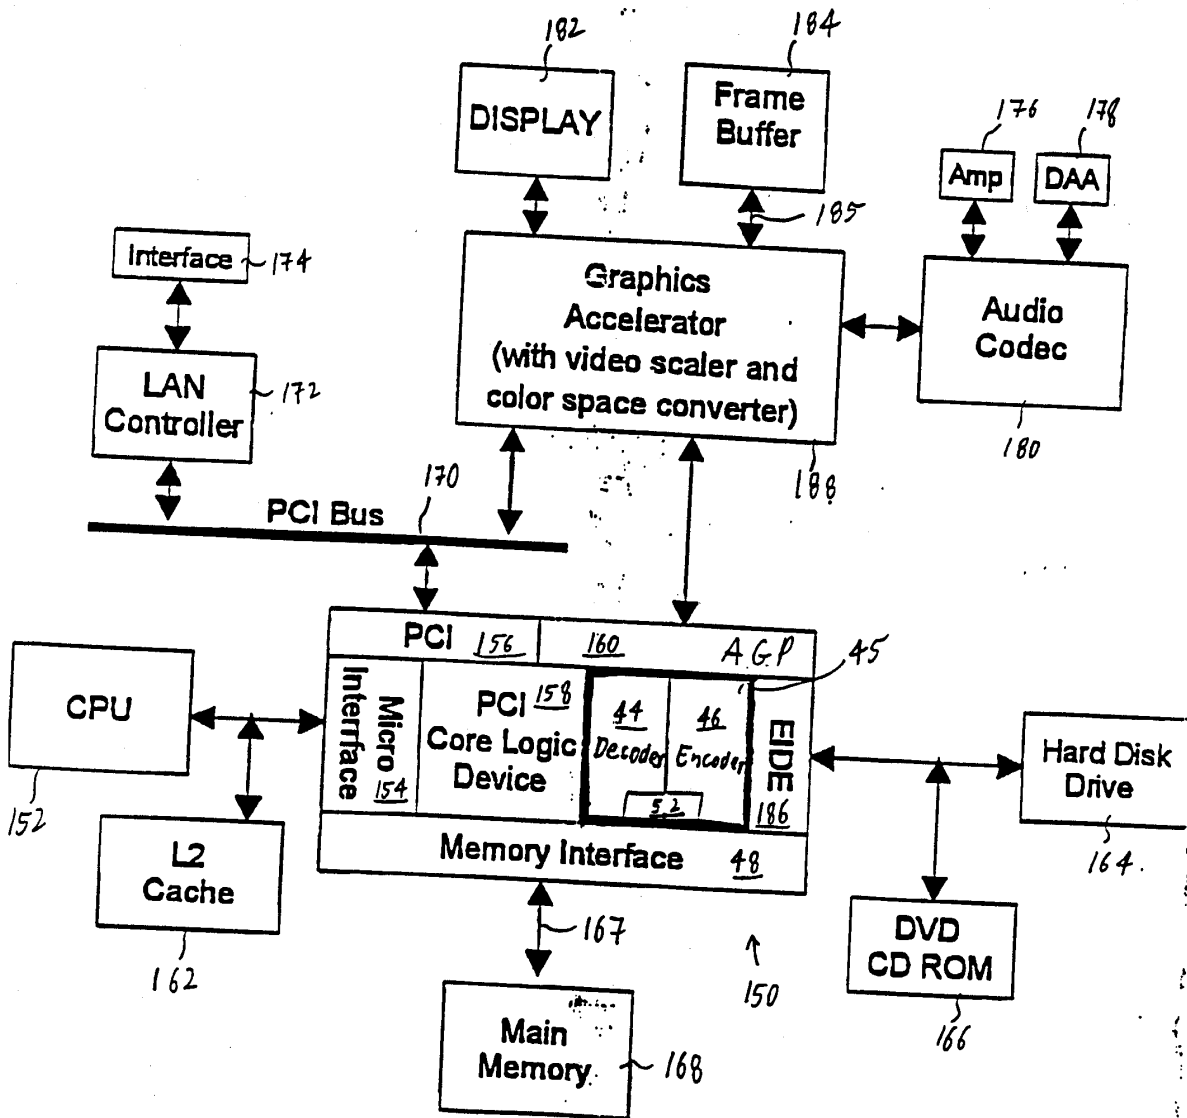 182
184
DISPLAY
Frame
Buffer
176
178
Amp
DAA
185
Interface
174
Graphics
Accelerator
(with video scaler and
color space converter)
Audio
Codec
LAN
Controller
172
180
188
170
PCI Bus
PCI
156
160
A.G.P
45
CPU
Micro
Interrface
154
PCI
158
Core Logic
Device
44
Decoder
46
Encoder
52
EIDE
186
Hard Disk
Drive
152
164.
L2
Cache
Memory Interface
48
162
167
DVD
CD ROM
150
166
Main
Memory
168